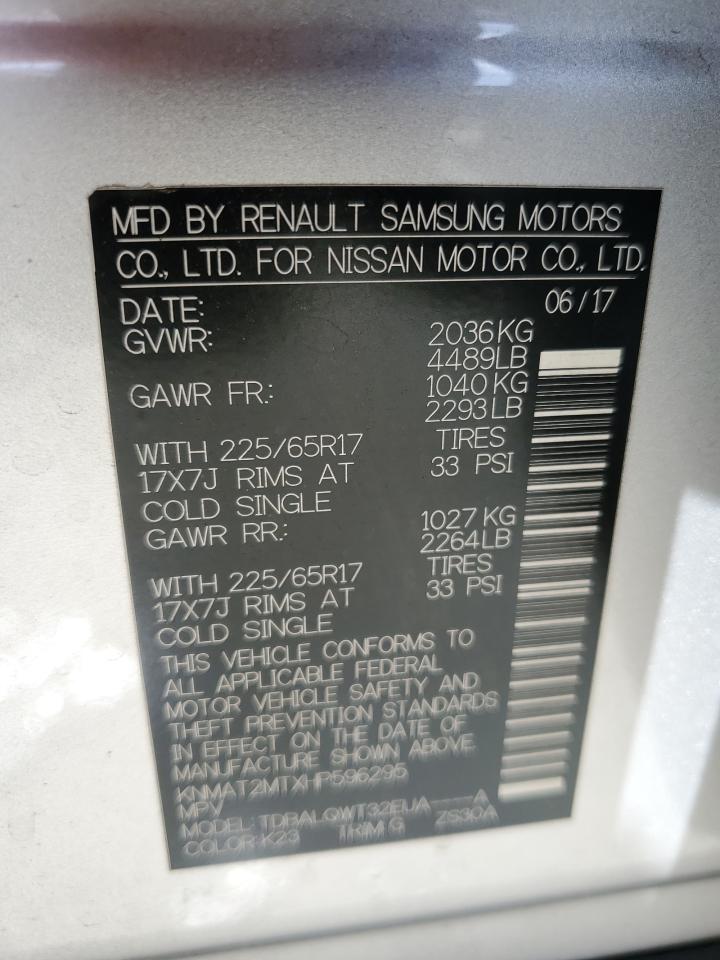 MFD BY RENAULT SAMSUNG MOTORS
CO., LTD. FOR NISSAN MOTOR CO., LTD.
DATE: 06/17
GVWR: 2036KG
4489LB
GAWR FR.: 1040KG
2293LB
WITH 225/65R17 TIRES
17X7J RIMS AT 33 PSI
COLD SINGLE
GAWR RR.: 1027KG
2264LB
WITH 225/65R17 TIRES
17X7J RIMS AT 33 PSI
COLD SINGLE
THIS VEHICLE CONFORMS TO
ALL APPLICABLE FEDERAL
MOTOR VEHICLE SAFETY AND
THEFT PREVENTION STANDARDS
IN EFFECT ON THE DATE OF
MANUFACTURE SHOWN ABOVE.
KNMAT2MTXHP596295
MPV
MODEL: TDBALQWT32EUA----A
COLOR: K23 TRIM: G ZS30A